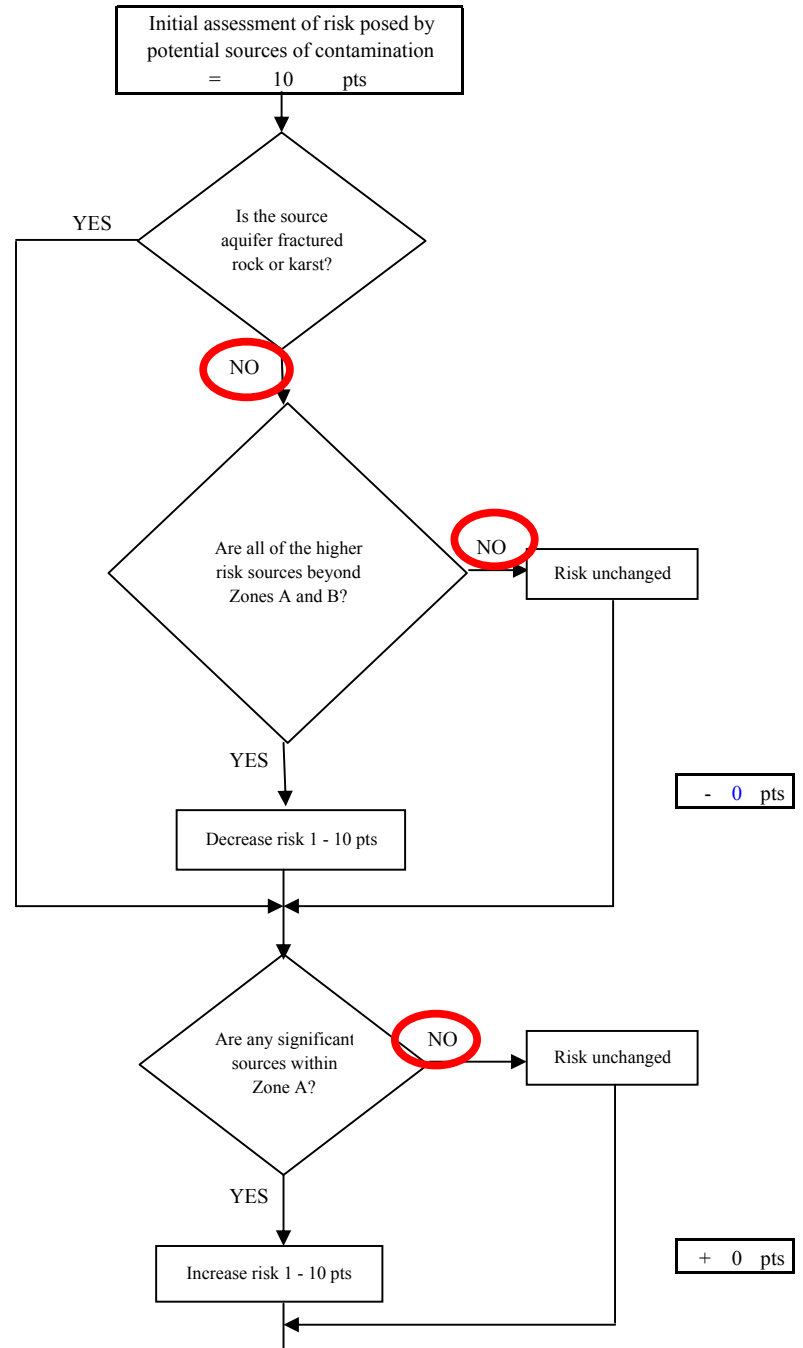 Initial assessment of risk posed by
potential sources of contamination
= 10 pts
YES
Is the source
aquifer fractured
rock or karst?
NO
Are all of the higher
risk sources beyond
Zones A and B?
NO
Risk unchanged
YES
- 0 pts
Decrease risk 1 - 10 pts
Are any significant
sources within
Zone A?
NO
Risk unchanged
YES
+ 0 pts
Increase risk 1 - 10 pts